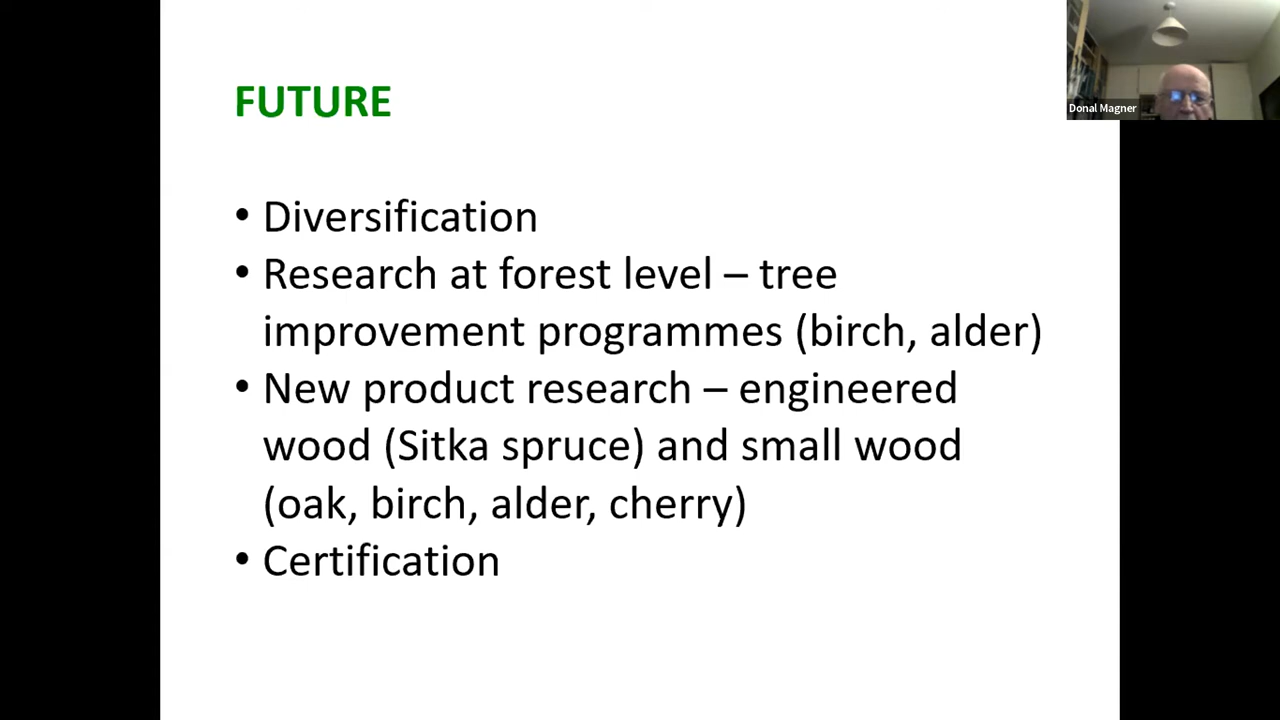 FUTURE
Donal Magner
• Diversification
• Research at forest level – tree
improvement programmes (birch, alder)
• New product research – engineered
wood (Sitka spruce) and small wood
(oak, birch, alder, cherry)
• Certification